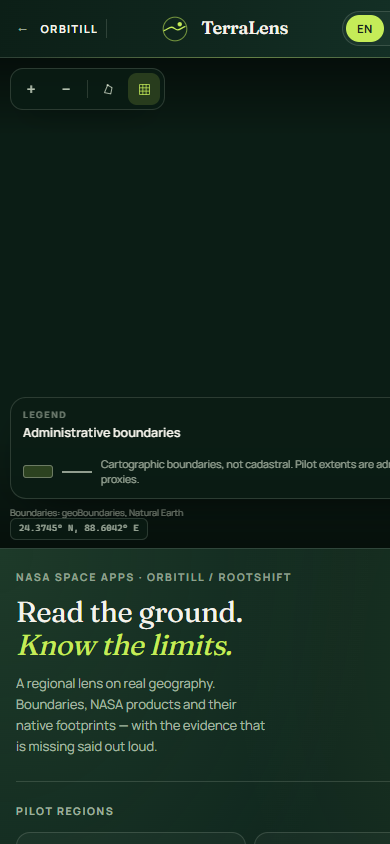 ← ORBITILL
TerraLens
EN
+ −
LEGEND
Administrative boundaries
Cartographic boundaries, not cadastral. Pilot extents are
proxies.
Boundaries: geoBoundaries, Natural Earth
24.3745° N, 88.6042° E
NASA SPACE APPS · ORBITILL / ROOTSHIFT
Read the ground.
Know the limits.
A regional lens on real geography.
Boundaries, NASA products and their
native footprints — with the evidence that
is missing said out loud.
PILOT REGIONS